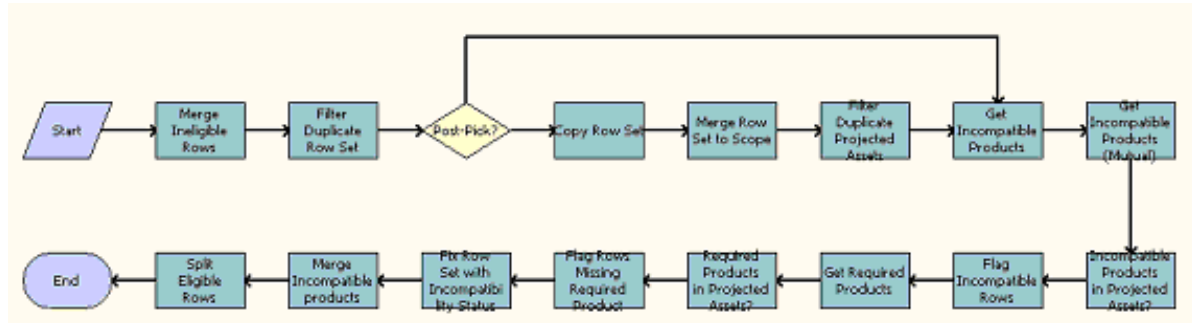 Start
Merge
Ineligible
Rows
Filter
Duplicate
Row Set
Post-Pick?
Copy Row Set
Merge Row
Set to Scope
Filter
Duplicate
Projected
Assets
Get
Incompatible
Products
Get
Incompatible
Products
(Mutual)
End
Split
Eligible
Rows
Merge
Incompatible
products
Fix Row
Set with
Incompatibi
lity Status
Flag Rows
Missing
Required
Product
Required
Products
in Projected
Assets?
Get Required
Products
Flag
Incompatible
Rows
Incompatible
Products
in Projected
Assets?